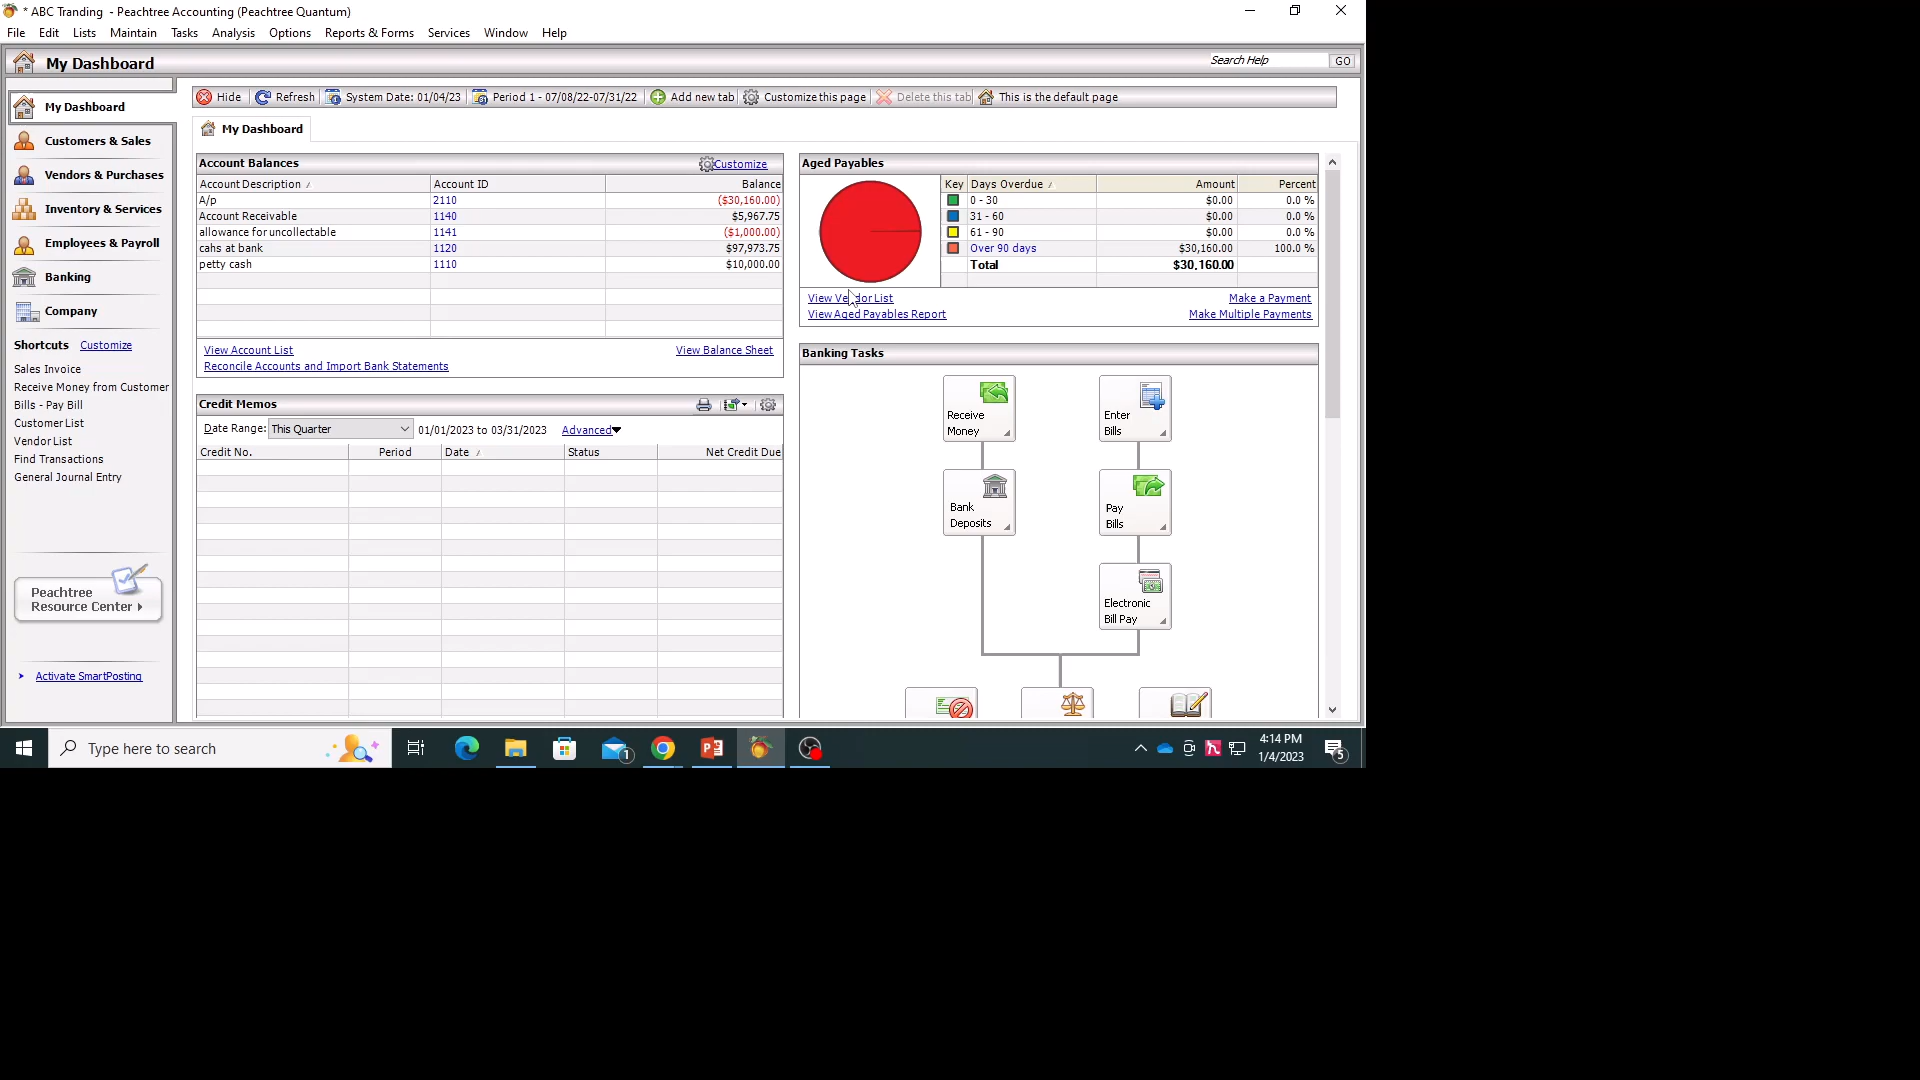 * ABC Tranding - Peachtree Accounting (Peachtree Quantum)
File Edit Lists Maintain Tasks Analysis Options Reports & Forms Services Window Help
My Dashboard
Search Help GO
My Dashboard
Customers & Sales
Vendors & Purchases
Inventory & Services
Employees & Payroll
Banking
Company
Shortcuts Customize
Sales Invoice
Receive Money from Customer
Bills - Pay Bill
Customer List
Vendor List
Find Transactions
General Journal Entry
Peachtree
Resource Center
Activate SmartPosting
Hide Refresh System Date: 01/04/23 Period 1 - 07/08/22-07/31/22 Add new tab Customize this page Delete this tab This is the default page
My Dashboard
Account Balances Customize
Account Description Account ID Balance
A/p 2110 ($30,160.00)
Account Receivable 1140 $5,967.75
allowance for uncollectable 1141 ($1,000.00)
cahs at bank 1120 $97,973.75
petty cash 1110 $10,000.00
View Account List View Balance Sheet
Reconcile Accounts and Import Bank Statements
Credit Memos
Date Range: This Quarter 01/01/2023 to 03/31/2023 Advanced
Credit No. Period Date Status Net Credit Due
Aged Payables
Key Days Overdue Amount Percent
0 - 30 $0.00 0.0 %
31 - 60 $0.00 0.0 %
61 - 90 $0.00 0.0 %
Over 90 days $30,160.00 100.0 %
Total $30,160.00
View Vendor List Make a Payment
View Aged Payables Report Make Multiple Payments
Banking Tasks
Receive
Money
Enter
Bills
Bank
Deposits
Pay
Bills
Electronic
Bill Pay
Type here to search
1
4:14 PM
1/4/2023
5